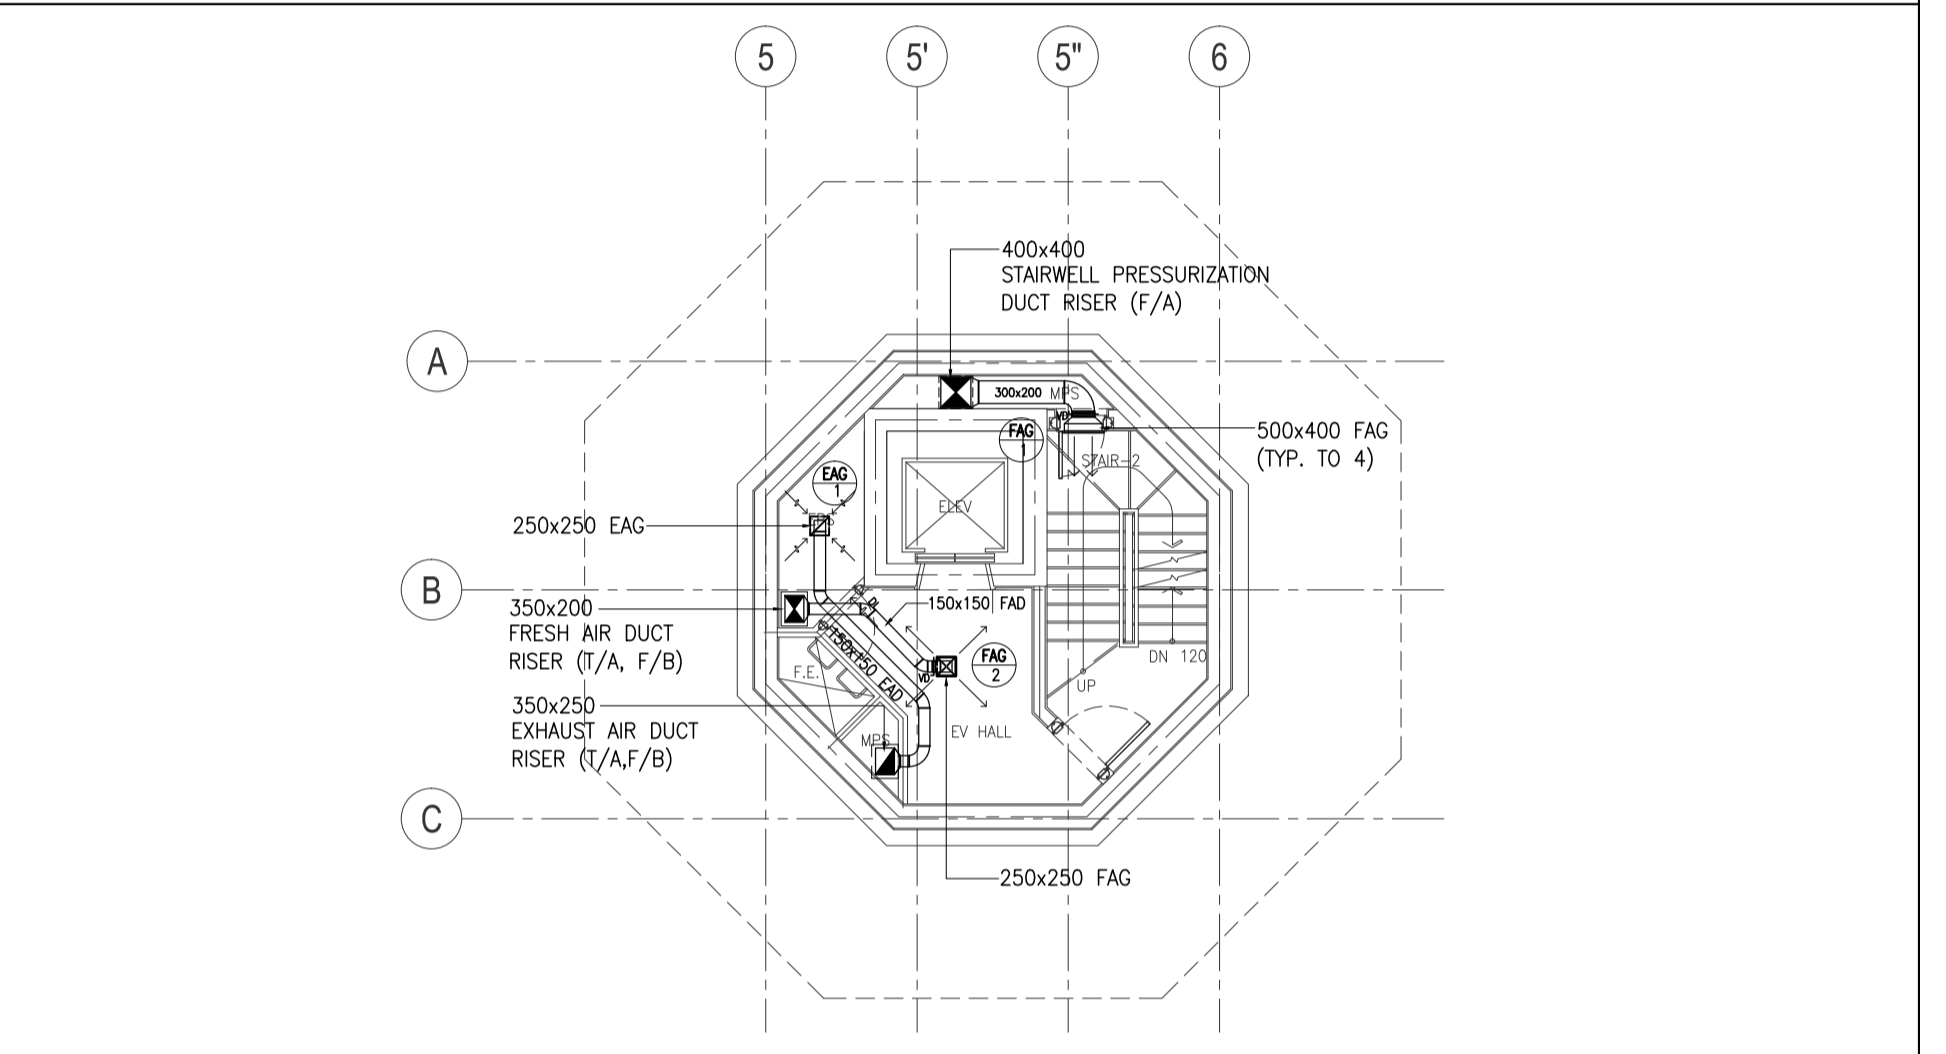 5
5'
5"
6
400x400
STAIRWELL PRESSURIZATION
DUCT RISER (F/A)
A
300x200
MPS
VD
FAG
1
500x400 FAG
(TYP. TO 4)
STAIR-2
EAG
1
ELEV
250x250 EAG
B
350x200
FRESH AIR DUCT
RISER (T/A, F/B)
150x150 FAD
150x150 EAD
FAG
2
VD
DN 120
F.E.
UP
350x250
EXHAUST AIR DUCT
RISER (T/A,F/B)
MPS
EV HALL
C
250x250 FAG